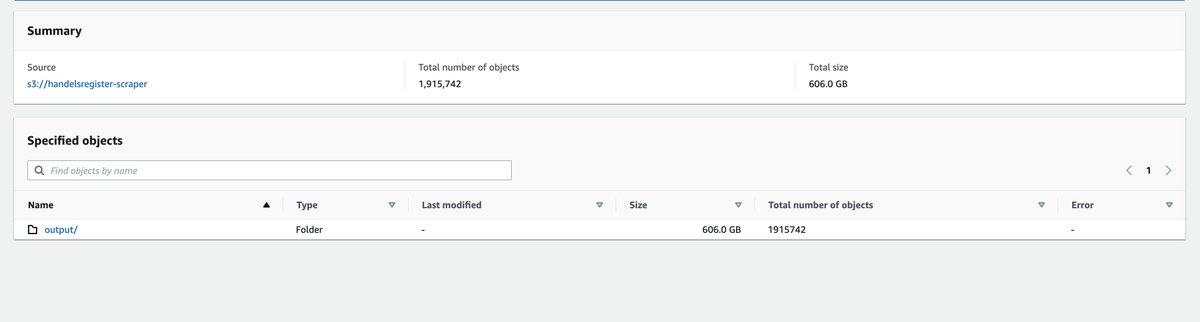 Summary
Source Total number of objects Total size
s3://handelsregister-scraper 1,915,742 606.0 GB
Specified objects
Find objects by name 1
Name Type Last modified Size Total number of objects Error
output/ Folder - 606.0 GB 1915742 -